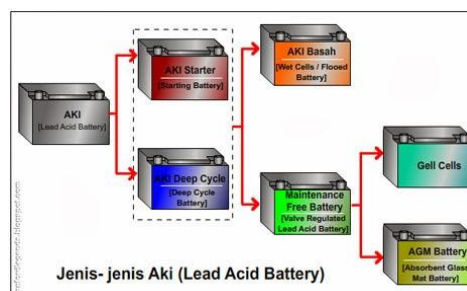 AKI
[Lead Acid Battery]
AKI Starter
[Starting Battery]
AKI Deep Cycle
[Deep Cycle
Battery]
AKI Basah
[Wet Cells / Flooed
Battery]
Maintenance
Free Battery
[Valve Regulated
Lead Acid Battery]
Gell Cells
AGM Battery
[Absorbent Glass
Mat Battery]
Jenis- jenis Aki (Lead Acid Battery)